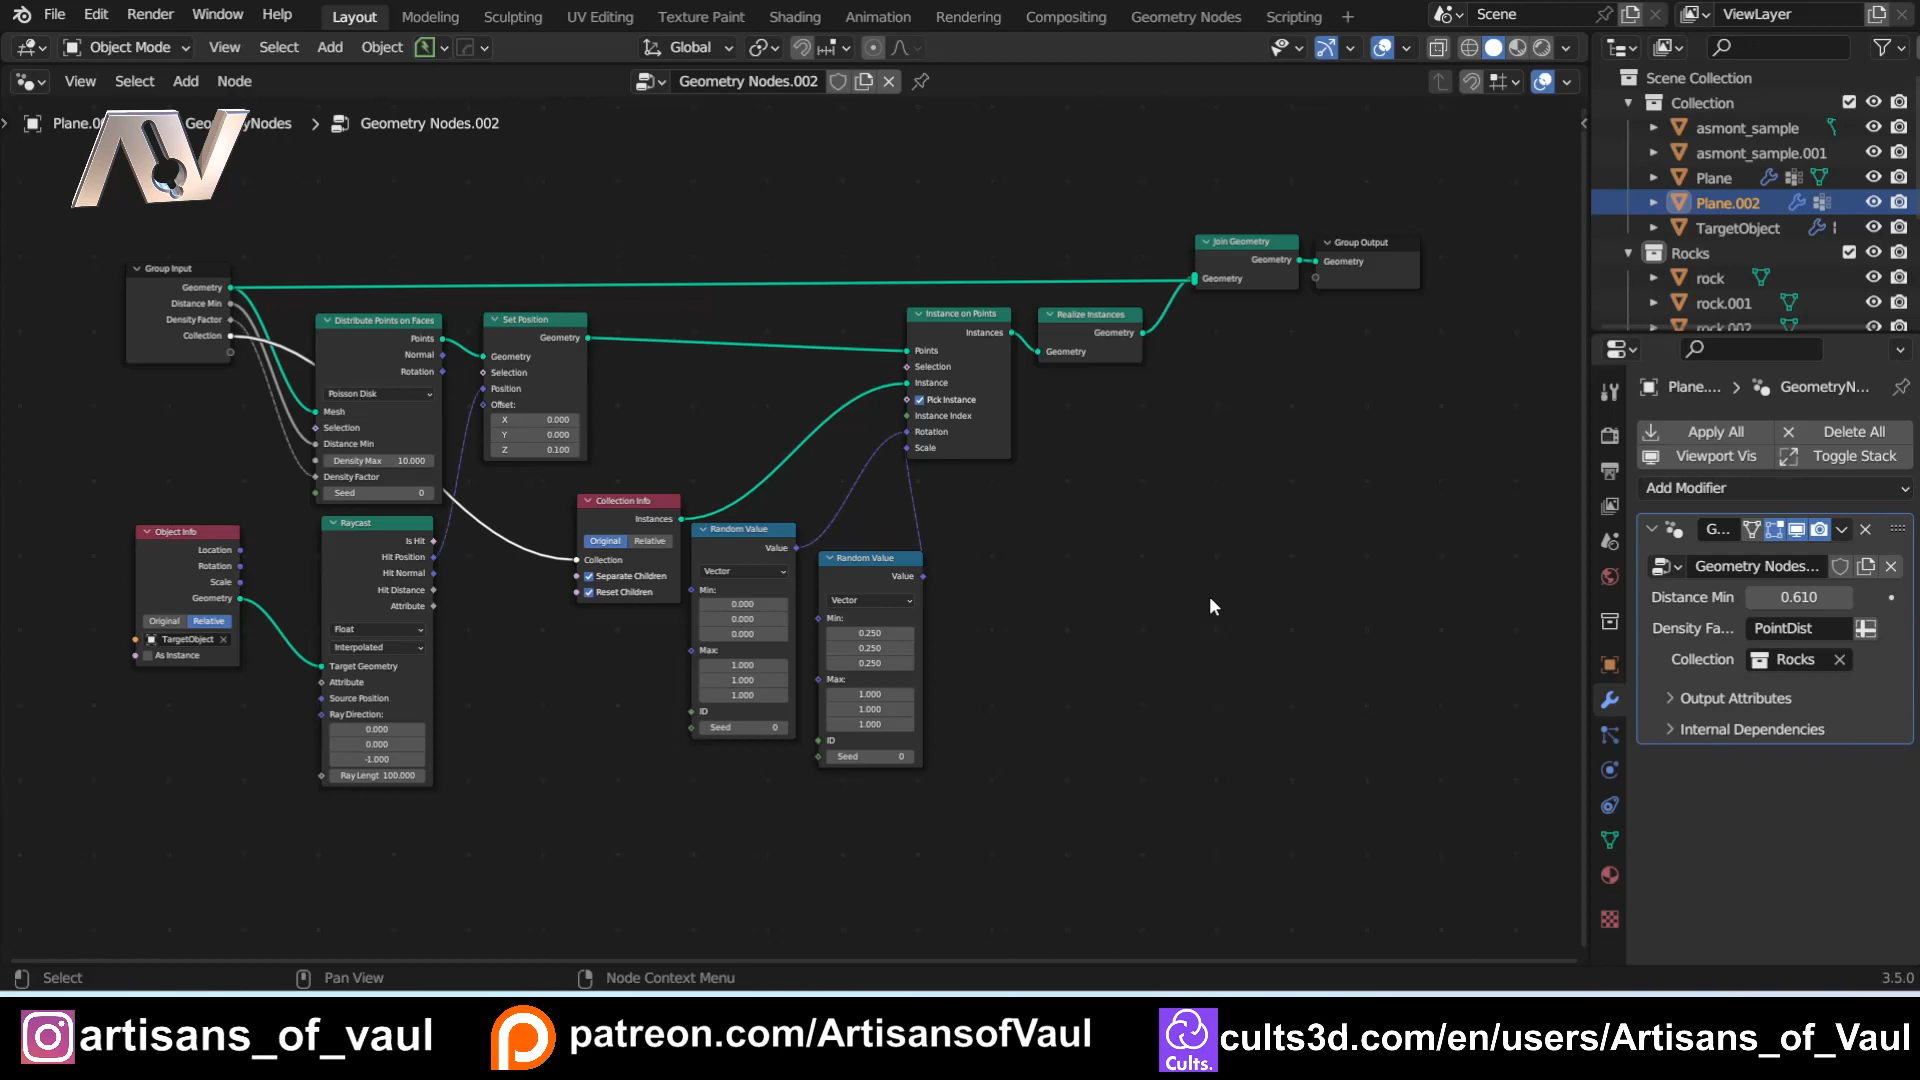 File Edit Render Window Help Layout Modeling Sculpting UV Editing Texture Paint Shading Animation Rendering Compositing Geometry Nodes Scripting + Scene ViewLayer
Object Mode View Select Add Object Global
View Select Add Node Geometry Nodes.002
Geometry Nodes.002
AV
Scene Collection
Collection
asmont_sample
asmont_sample.001
Plane
Plane.002
TargetObject
Rocks
rock
rock.001
rock.002
Group Input
Geometry
Distance Min
Density Factor
Collection
Distribute Points on Faces
Points
Normal
Rotation
Poisson Disk
Mesh
Selection
Distance Min
Density Max 10.000
Density Factor
Seed 0
Set Position
Geometry
Geometry
Selection
Position
Offset:
X 0.000
Y 0.000
Z 0.100
Object Info
Location
Rotation
Scale
Geometry
Original Relative
TargetObject
As Instance
Raycast
Is Hit
Hit Position
Hit Normal
Hit Distance
Attribute
Float
Interpolated
Target Geometry
Attribute
Source Position
Ray Direction:
0.000
0.000
-1.000
Ray Lengt 100.000
Collection Info
Instances
Original Relative
Collection
Separate Children
Reset Children
Random Value
Value
Vector
Min:
0.000
0.000
0.000
Max:
1.000
1.000
1.000
ID
Seed 0
Random Value
Value
Vector
Min:
0.250
0.250
0.250
Max:
1.000
1.000
1.000
ID
Seed 0
Instance on Points
Instances
Points
Selection
Instance
Pick Instance
Instance Index
Rotation
Scale
Realize Instances
Geometry
Geometry
Join Geometry
Geometry
Geometry
Group Output
Geometry
Plane.... GeometryN...
Apply All Delete All
Viewport Vis Toggle Stack
Add Modifier
G...
Geometry Nodes...
Distance Min 0.610
Density Fa... PointDist
Collection Rocks
Output Attributes
Internal Dependencies
Select Pan View Node Context Menu 3.5.0
artisans_of_vaul patreon.com/ArtisansofVaul Cults. cults3d.com/en/users/Artisans_of_Vaul